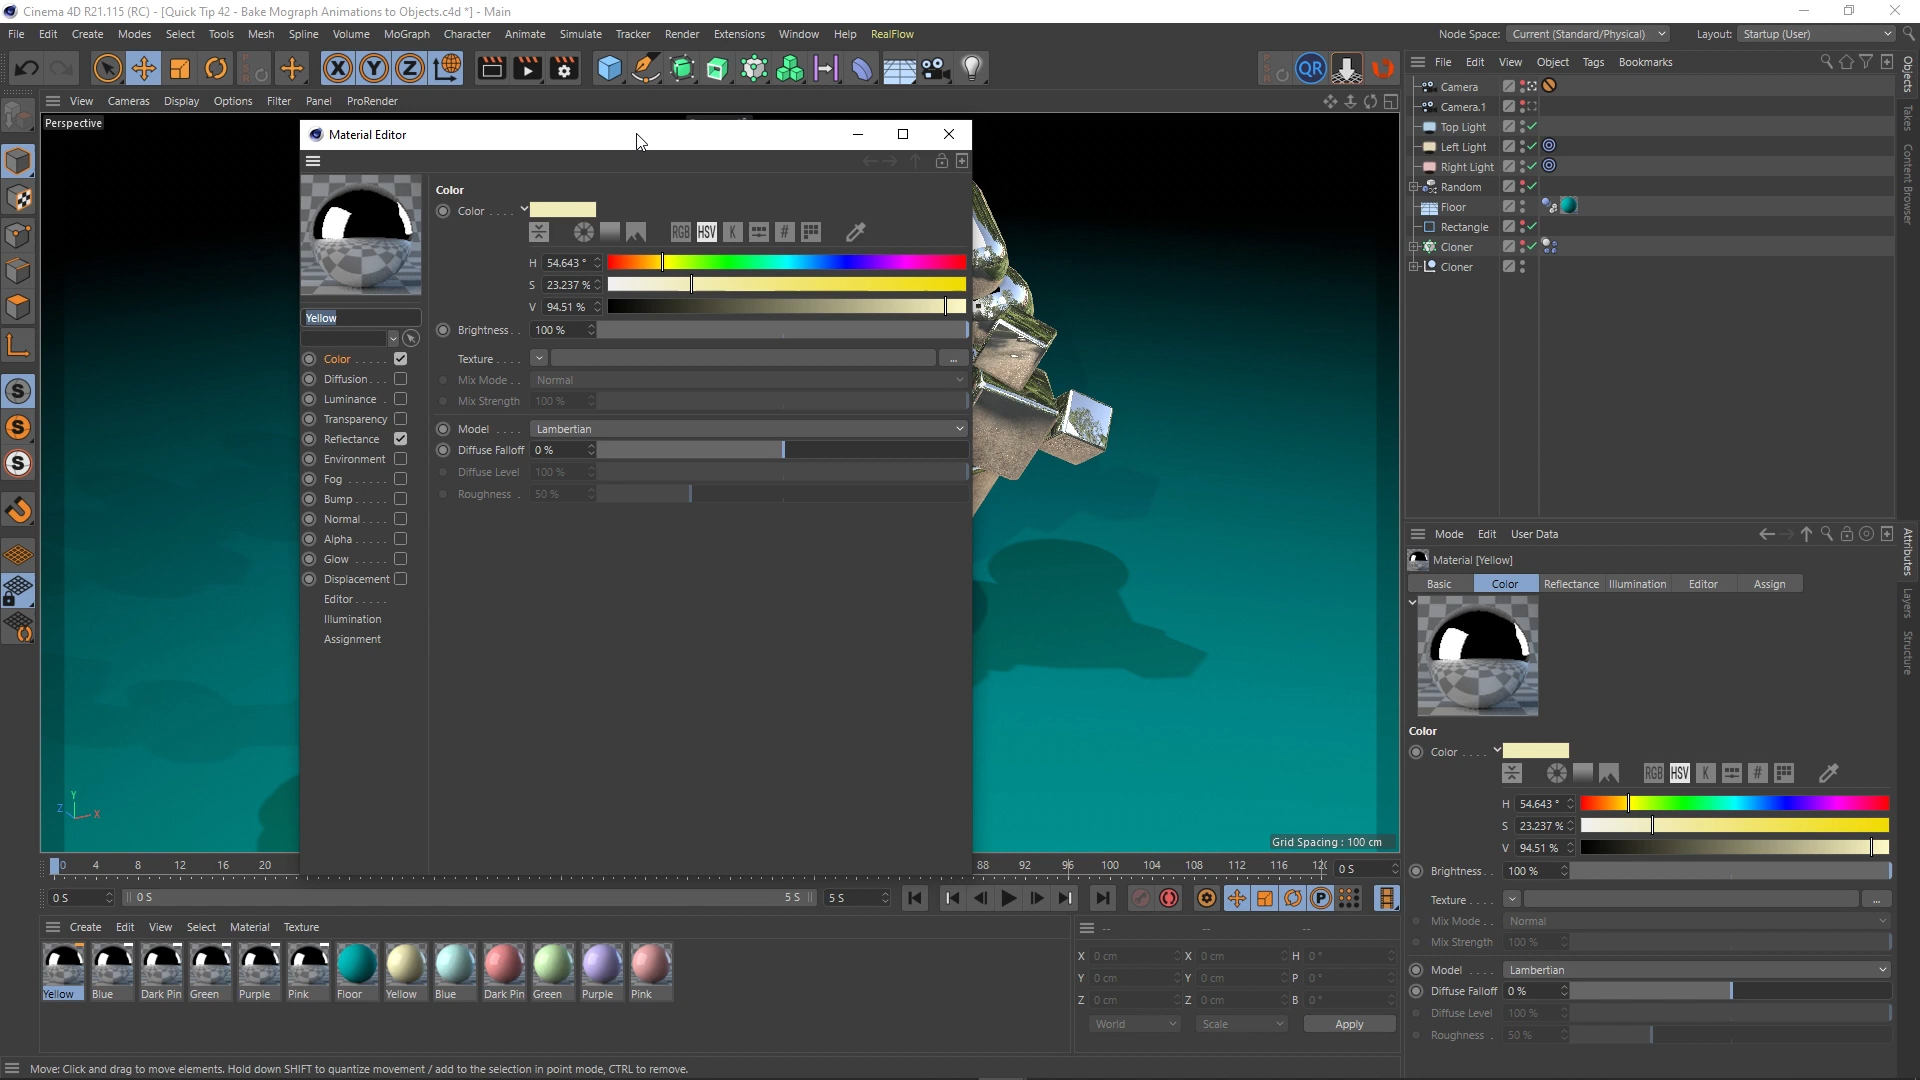 Cinema 4D R21.115 (RC) - [Quick Tip 42 - Bake Mograph Animations to Objects.c4d *] - Main
File Edit Create Modes Select Tools Mesh Spline Volume MoGraph Character Animate Simulate Tracker Render Extensions Window Help RealFlow
Node Space: Current (Standard/Physical) Layout: Startup (User)
X Y Z QR
File Edit View Object Tags Bookmarks
View Cameras Display Options Filter Panel ProRender
Perspective
Camera
Camera.1
Top Light
Left Light
Right Light
Random
Floor
Rectangle
Cloner
Cloner
Objects
Takes
Content Browser
Material Editor
Color
Color . . . .
RGB HSV K #
H 54.643 °
S 23.237 %
V 94.51 %
Brightness. . 100 %
Texture . . . . ...
Mix Mode . . Normal
Mix Strength 100 %
Model . . . . Lambertian
Diffuse Falloff 0 %
Diffuse Level 100 %
Roughness . 50 %
Yellow
Color . . . . .
Diffusion. . .
Luminance .
Transparency
Reflectance
Environment
Fog . . . . . .
Bump. . . . .
Normal. . . .
Alpha . . . . .
Glow . . . . .
Displacement
Editor . . . . .
Illumination
Assignment
Y
Z X
Grid Spacing : 100 cm
0 4 8 12 16 20 88 92 96 100 104 108 112 116 0 S
0 S 0 S 5 S 5 S
P
Create Edit View Select Material Texture
Yellow Blue Dark Pin Green Purple Pink Floor Yellow Blue Dark Pin Green Purple Pink
-- -- --
X 0 cm X 0 cm H 0 °
Y 0 cm Y 0 cm P 0 °
Z 0 cm Z 0 cm B 0 °
World Scale Apply
Mode Edit User Data
Material [Yellow]
Basic Color Reflectance Illumination Editor Assign
Color
Color . . . .
RGB HSV K #
H 54.643 °
S 23.237 %
V 94.51 %
Brightness. . 100 %
Texture . . . . ...
Mix Mode . . Normal
Mix Strength 100 %
Model . . . . Lambertian
Diffuse Falloff 0 %
Diffuse Level 100 %
Roughness . 50 %
Attributes
Layers
Structure
Move: Click and drag to move elements. Hold down SHIFT to quantize movement / add to the selection in point mode, CTRL to remove.